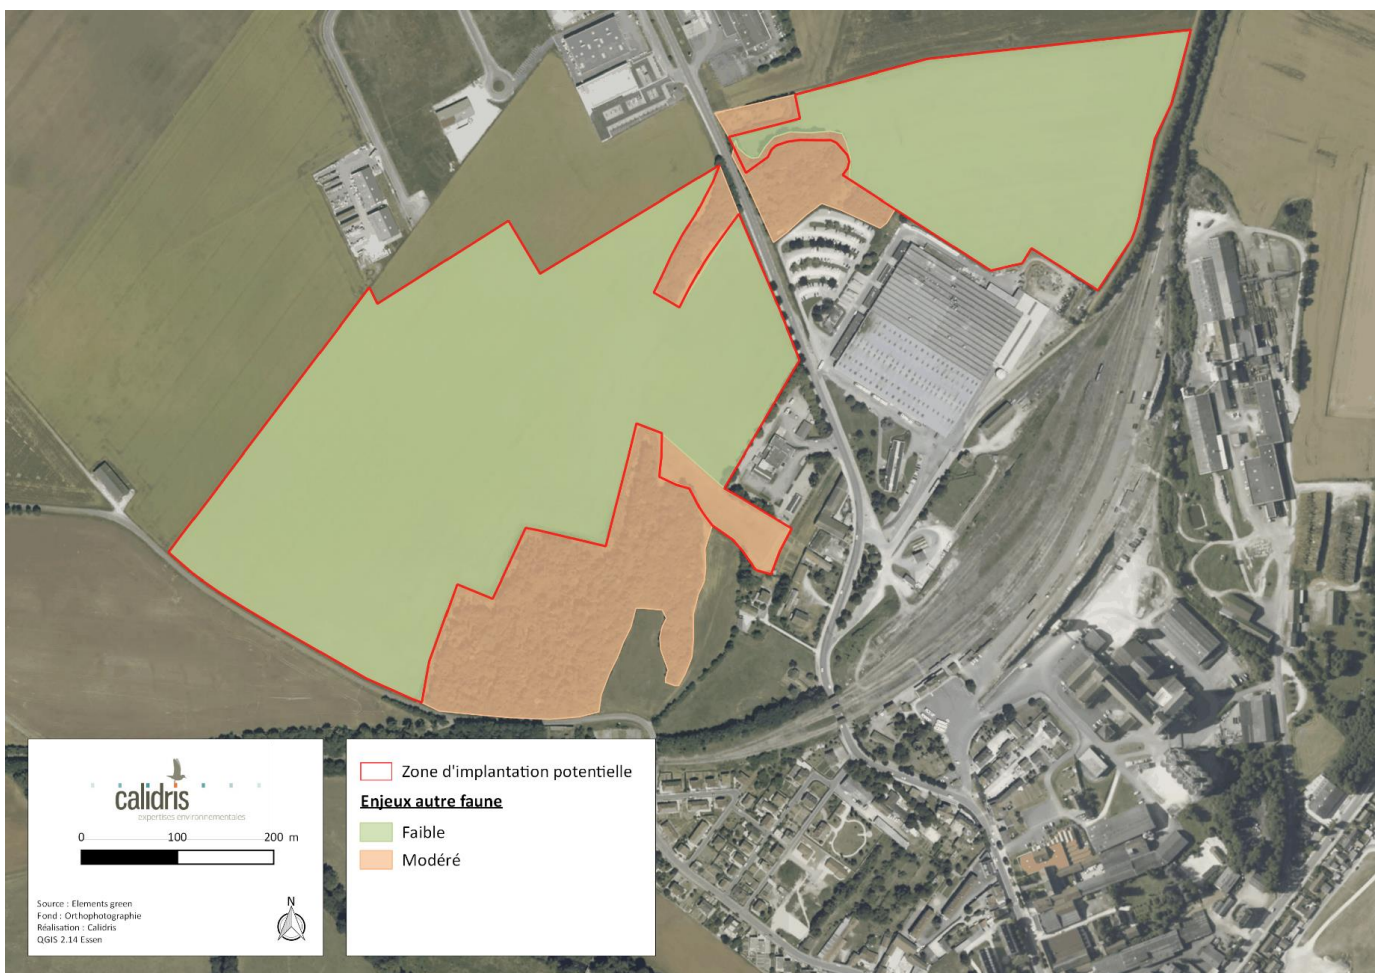 calidris
expertises environnementales
0 100 200 m
Source : Elements green
Fond : Orthophotographie
Réalisation : Calidris
QGIS 2.14 Essen
N
Zone d'implantation potentielle
Enjeux autre faune
Faible
Modéré